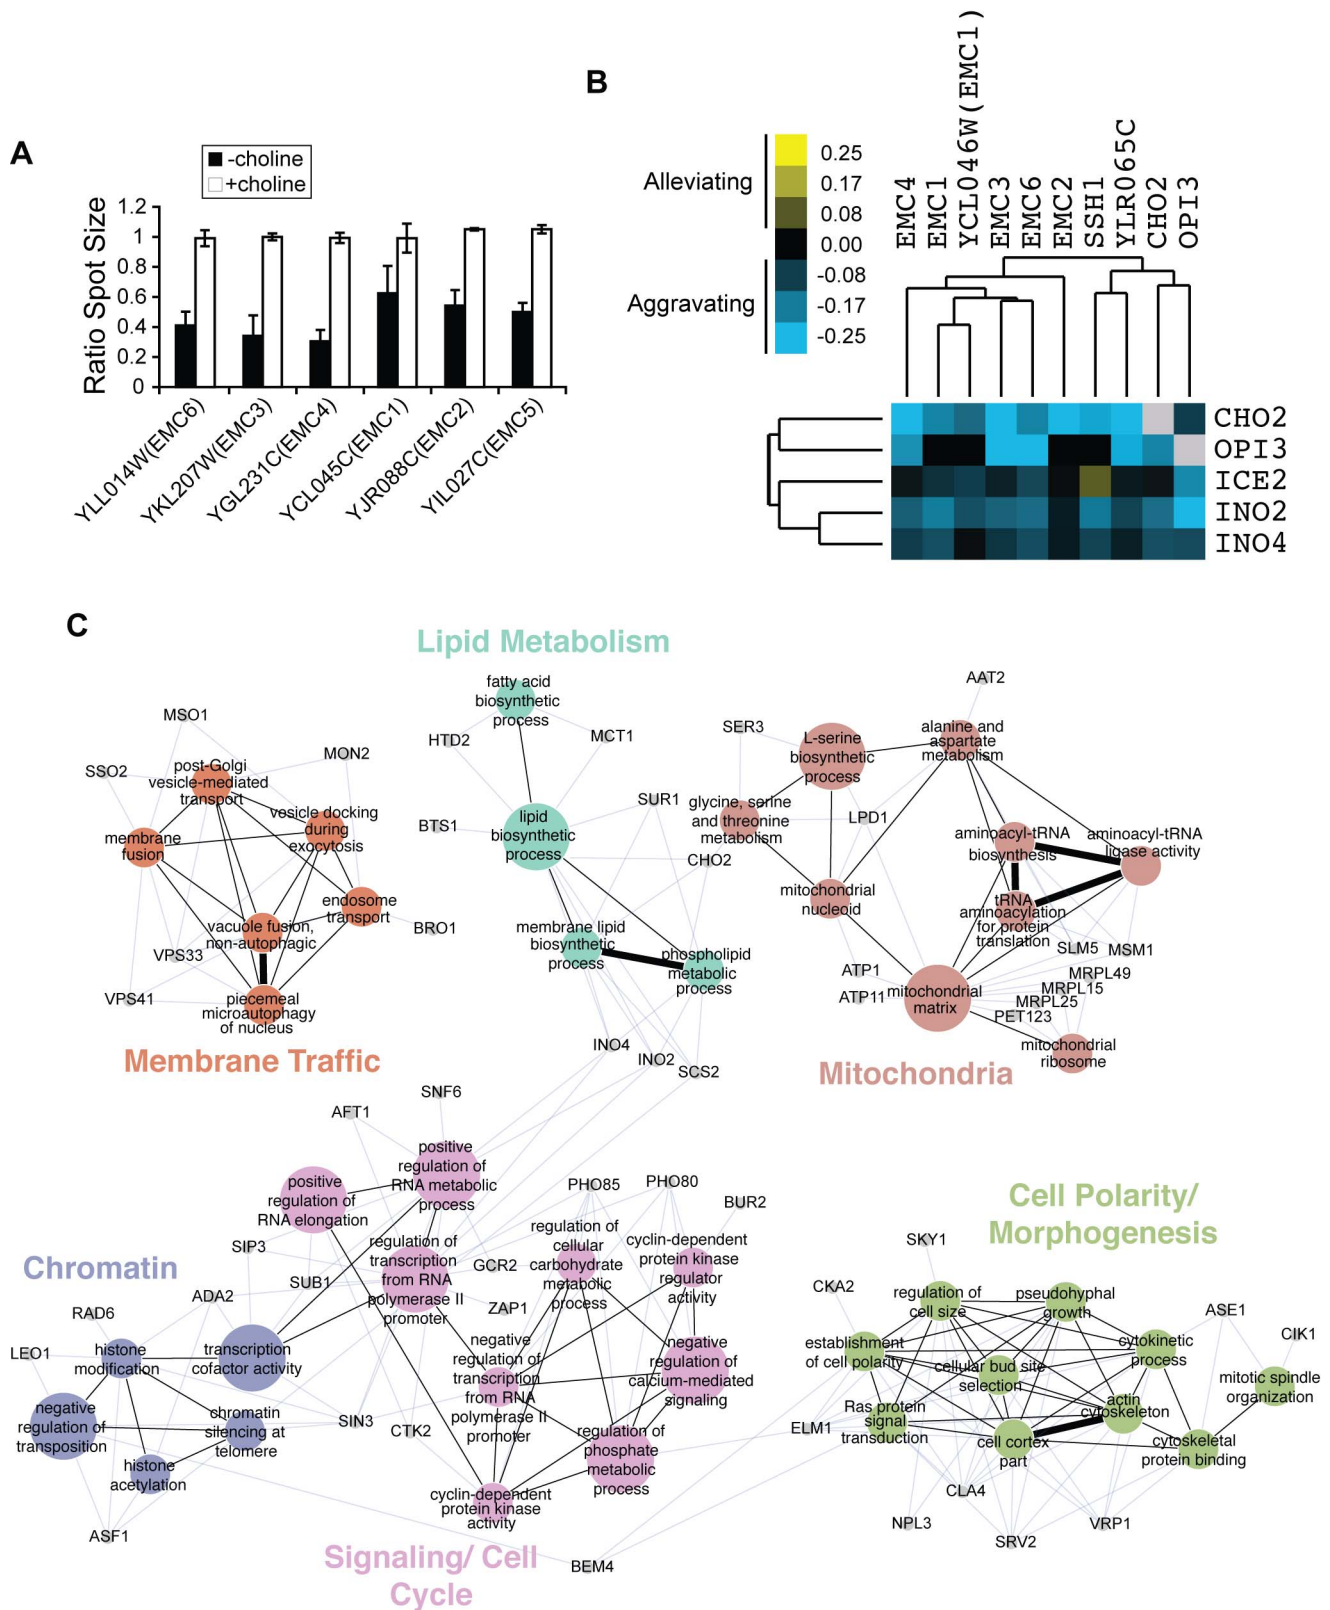 A
-choline
+choline
Ratio Spot Size
1.2
1
0.8
0.6
0.4
0.2
0
YLL014W(EMC6)
YKL207W(EMC3)
YGL231C(EMC4)
YCL045C(EMC1)
YJR088C(EMC2)
YIL027C(EMC5)
B
Alleviating
Aggravating
0.25
0.17
0.08
0.00
-0.08
-0.17
-0.25
EMC4
EMC1
YCL046W(EMC1)
EMC3
EMC6
EMC2
SSH1
YLR065C
CHO2
OPI3
CHO2
OPI3
ICE2
INO2
INO4
C
Lipid Metabolism
fatty acid
biosynthetic
process
HTD2
MCT1
BTS1
lipid
biosynthetic
process
SUR1
CHO2
membrane lipid
biosynthetic
process
phospholipid
metabolic
process
INO4
INO2
SCS2
MSO1
MON2
SSO2
post-Golgi
vesicle-mediated
transport
vesicle docking
during
exocytosis
membrane
fusion
endosome
transport
BRO1
vacuole fusion,
non-autophagic
VPS33
VPS41
piecemeal
microautophagy
of nucleus
Membrane Traffic
AAT2
SER3
L-serine
biosynthetic
process
alanine and
aspartate
metabolism
glycine, serine
and threonine
metabolism
LPD1
aminoacyl-tRNA
biosynthesis
aminoacyl-tRNA
ligase activity
mitochondrial
nucleoid
tRNA
aminoacylation
for protein
translation
SLM5
MSM1
ATP1
ATP11
mitochondrial
matrix
MRPL49
MRPL15
MRPL25
PET123
mitochondrial
ribosome
Mitochondria
SNF6
AFT1
positive
regulation of
RNA metabolic
process
positive
regulation of
RNA elongation
SIP3
SUB1
regulation of
transcription
from RNA
polymerase II
promoter
GCR2
ZAP1
PHO85
PHO80
BUR2
regulation of
cellular
carbohydrate
metabolic
process
cyclin-dependent
protein kinase
regulator
activity
negative
regulation of
transcription
from RNA
polymerase II
promoter
negative
regulation of
calcium-mediated
signaling
regulation of
phosphate
metabolic
process
cyclin-dependent
protein kinase
activity
SIN3
CTK2
BEM4
Signaling/ Cell
Cycle
Chromatin
ADA2
RAD6
LEO1
histone
modification
transcription
cofactor activity
negative
regulation of
transposition
chromatin
silencing at
telomere
histone
acetylation
ASF1
Cell Polarity/
Morphogenesis
SKY1
CKA2
regulation of
cell size
pseudohyphal
growth
ASE1
CIK1
establishment
of cell polarity
cellular bud site
selection
cytokinetic
process
mitotic spindle
organization
Ras protein
signal
transduction
actin
cytoskeleton
ELM1
cell cortex
part
cytoskeletal
protein binding
CLA4
NPL3
SRV2
VRP1